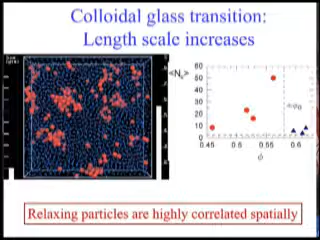 Colloidal glass transition:
Length scale increases
60
50
40
30
20
10
0
0.45
0.5
0.55
0.6
ϕ
Relaxing particles are highly correlated spatially